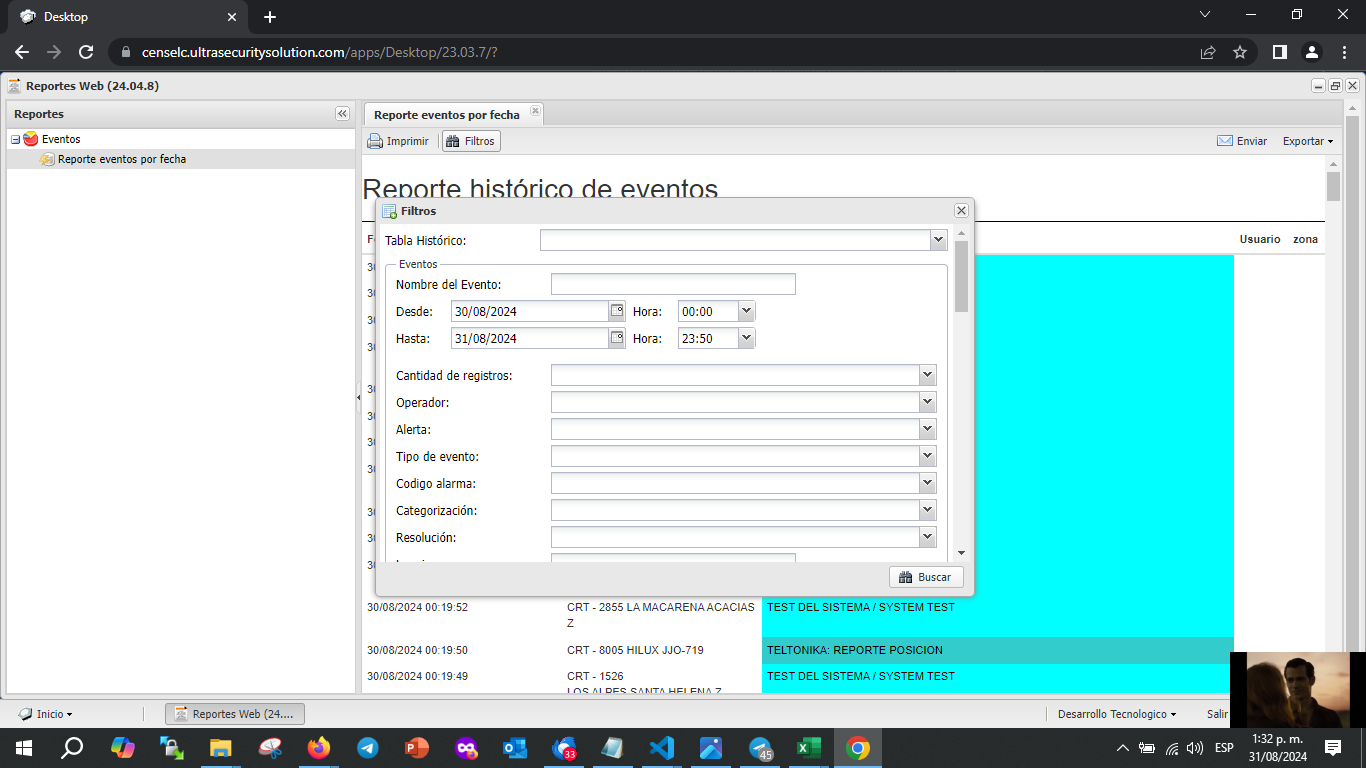 Desktop
censelc.ultrasecuritysolution.com/apps/Desktop/23.03.7/?
Reportes Web (24.04.8)
Reportes
Reporte eventos por fecha
Eventos
Imprimir Filtros Enviar Exportar
Reporte eventos por fecha
Reporte histórico de eventos
Usuario zona
Filtros
Tabla Histórico:
Eventos
Nombre del Evento:
Desde: 30/08/2024 Hora: 00:00
Hasta: 31/08/2024 Hora: 23:50
Cantidad de registros:
Operador:
Alerta:
Tipo de evento:
Codigo alarma:
Categorización:
Resolución:
Buscar
30/08/2024 00:19:52 CRT - 2855 LA MACARENA ACACIAS TEST DEL SISTEMA / SYSTEM TEST
Z
30/08/2024 00:19:50 CRT - 8005 HILUX JJO-719 TELTONIKA: REPORTE POSICION
30/08/2024 00:19:49 CRT - 1526 TEST DEL SISTEMA / SYSTEM TEST
LOS ALPES SANTA HELENA Z
Inicio Reportes Web (24.... Desarrollo Tecnologico Salir
33
45
ESP
1:32 p. m.
31/08/2024